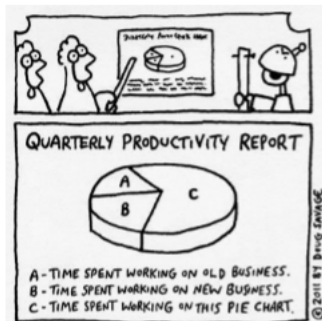 QUARTERLY PRODUCTIVITY REPORT
A
B
C
A - TIME SPENT WORKING ON OLD BUSINESS.
B - TIME SPENT WORKING ON NEW BUSINESS.
C - TIME SPENT WORKING ON THIS PIE CHART.
© 2011 BY DOUG SAVAGE